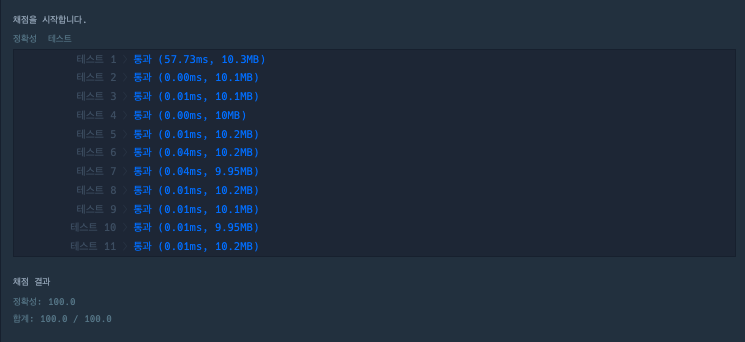 채점을 시작합니다.
정확성 테스트
테스트 1 〉 통과 (57.73ms, 10.3MB)
테스트 2 〉 통과 (0.00ms, 10.1MB)
테스트 3 〉 통과 (0.01ms, 10.1MB)
테스트 4 〉 통과 (0.00ms, 10MB)
테스트 5 〉 통과 (0.01ms, 10.2MB)
테스트 6 〉 통과 (0.04ms, 10.2MB)
테스트 7 〉 통과 (0.04ms, 9.95MB)
테스트 8 〉 통과 (0.01ms, 10.2MB)
테스트 9 〉 통과 (0.01ms, 10.1MB)
테스트 10 〉 통과 (0.01ms, 9.95MB)
테스트 11 〉 통과 (0.01ms, 10.2MB)
채점 결과
정확성: 100.0
합계: 100.0 / 100.0